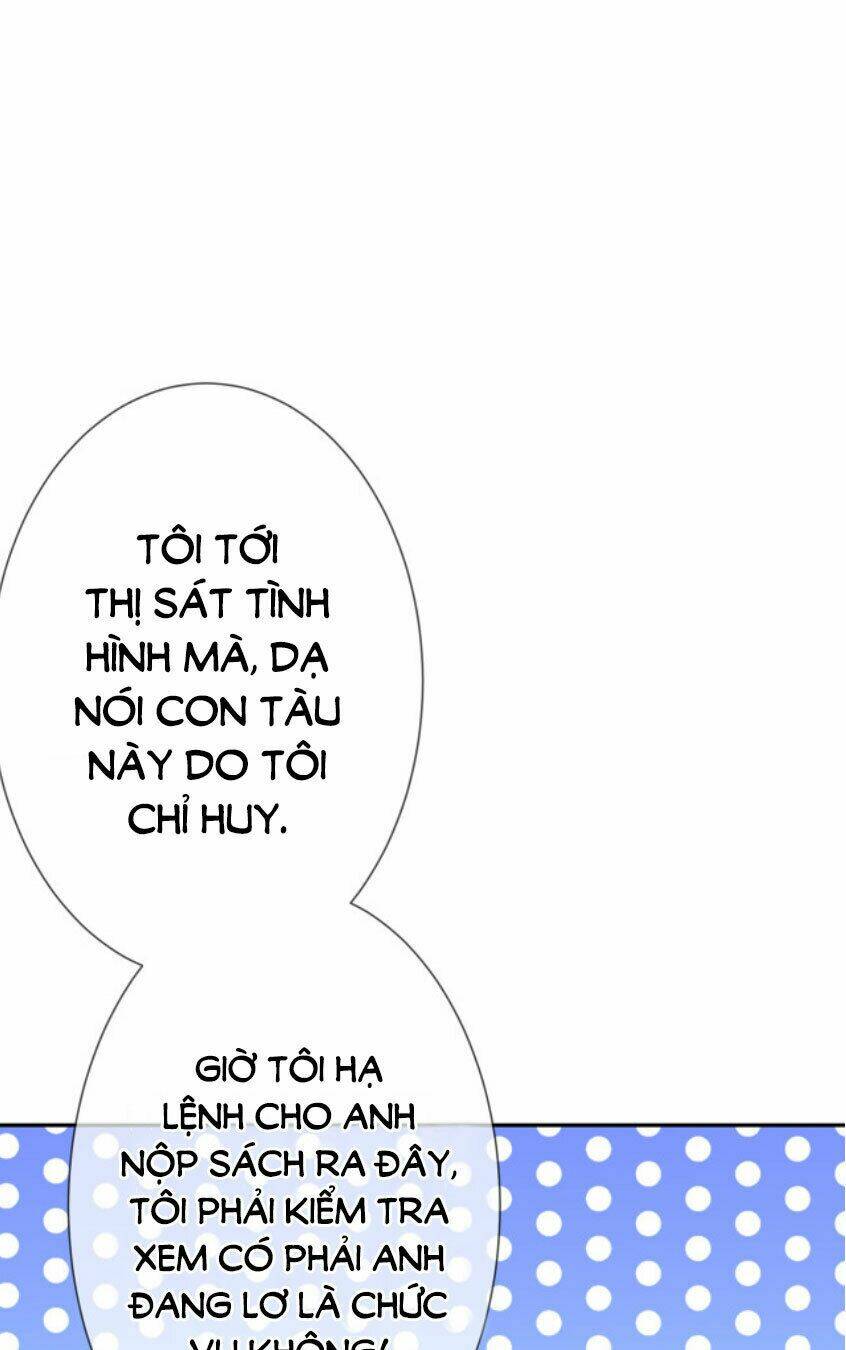 TÔI TỚI
THỊ SÁT TÌNH
HÌNH MÀ, DẠ
NÓI CON TÀU
NÀY DO TÔI
CHỈ HUY.
GIỜ TÔI HẠ
LỆNH CHO ANH
NỘP SÁCH RA ĐÂY,
TÔI PHẢI KIỂM TRA
XEM CÓ PHẢI ANH
ĐANG LƠ LÀ CHỨC
VỤ KHÔNG!